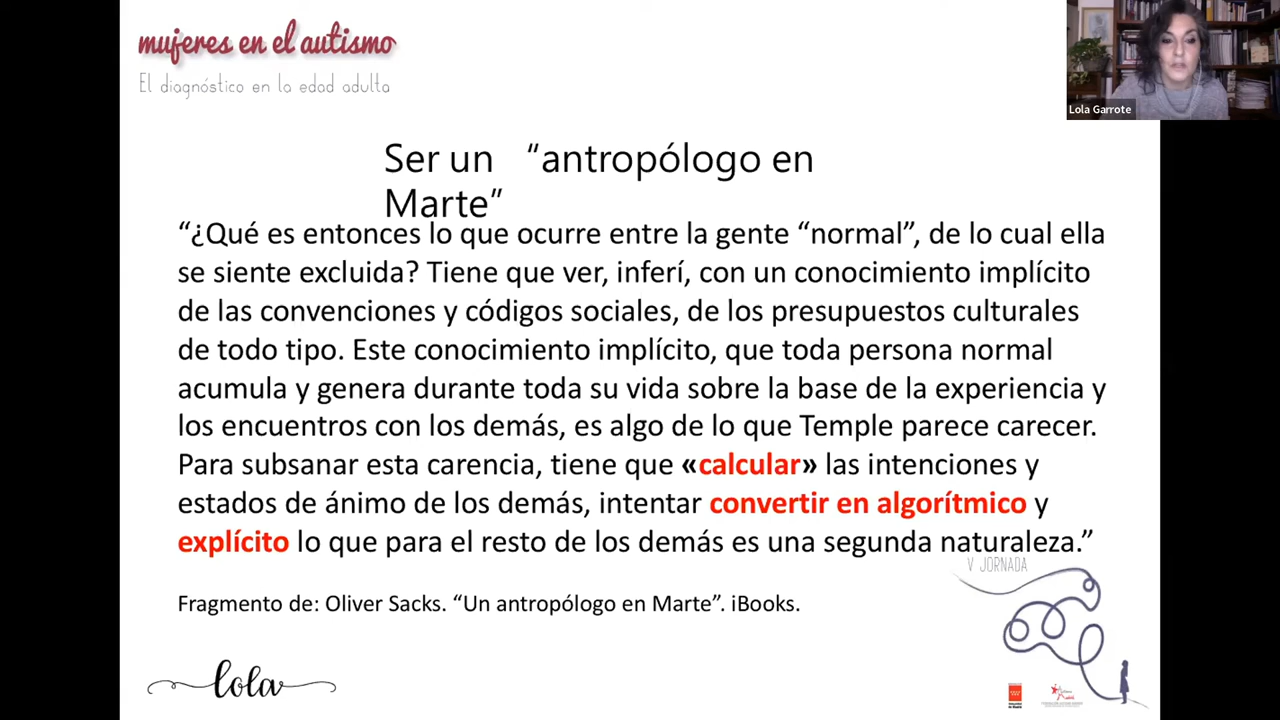 mujeres en el autismo
El diagnóstico en la edad adulta
Lola Garrote
Ser un “antropólogo en
Marte”
“¿Qué es entonces lo que ocurre entre la gente “normal”, de lo cual ella
se siente excluida? Tiene que ver, inferí, con un conocimiento implícito
de las convenciones y códigos sociales, de los presupuestos culturales
de todo tipo. Este conocimiento implícito, que toda persona normal
acumula y genera durante toda su vida sobre la base de la experiencia y
los encuentros con los demás, es algo de lo que Temple parece carecer.
Para subsanar esta carencia, tiene que «calcular» las intenciones y
estados de ánimo de los demás, intentar convertir en algorítmico y
explícito lo que para el resto de los demás es una segunda naturaleza.”
V JORNADA
Fragmento de: Oliver Sacks. “Un antropólogo en Marte”. iBooks.
lola